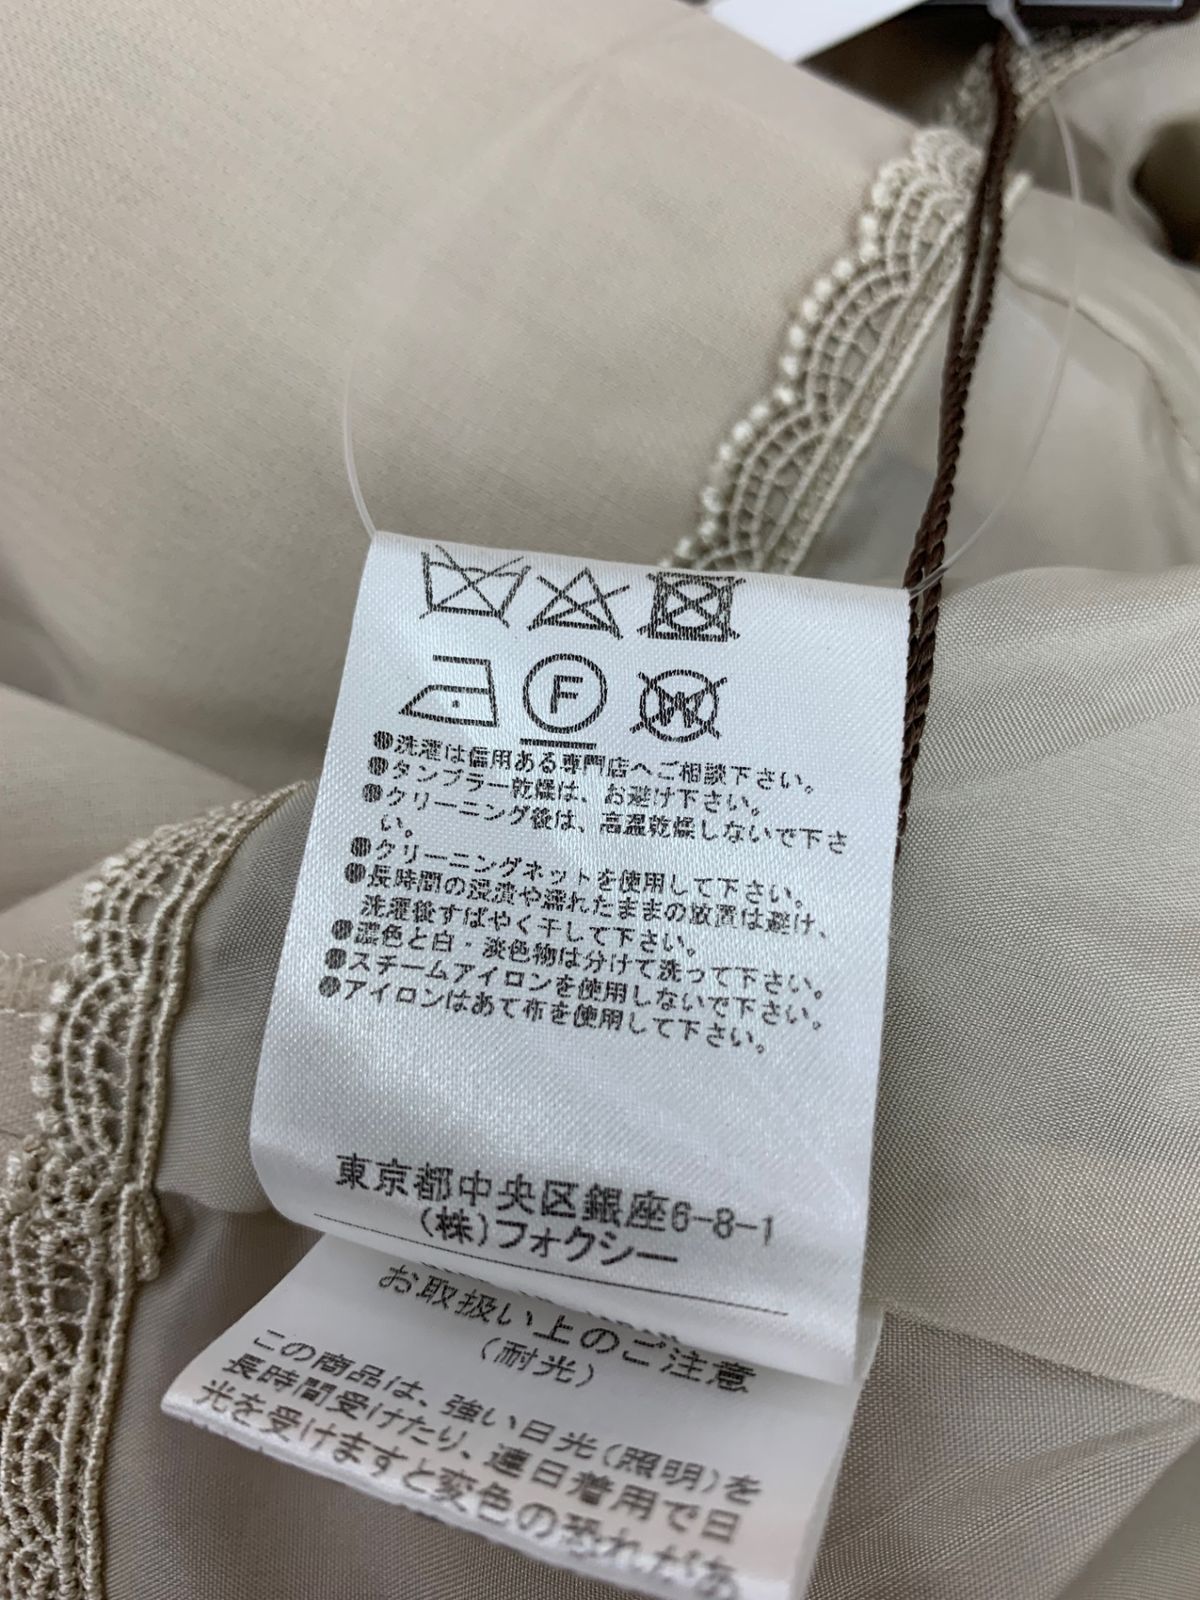 F
W
●洗濯は信用ある専門店へご相談下さい。
●タンブラー乾燥は、お避け下さい。
●クリーニング後は、高温乾燥しないで下さ
い。
●クリーニングネットを使用して下さい。
●長時間の浸漬や濡れたままの放置は避け、
洗濯後すばやく干して下さい。
●濃色と白・淡色物は分けて洗って下さい。
●スチームアイロンを使用しないで下さい。
●アイロンはあて布を使用して下さい。
東京都中央区銀座6-8-1
(株)フォクシー
お取扱い上のご注意
(耐光)
この商品は、強い日光(照明)を
長時間受けたり、連日着用で日
光を受けますと変色の恐れがあ